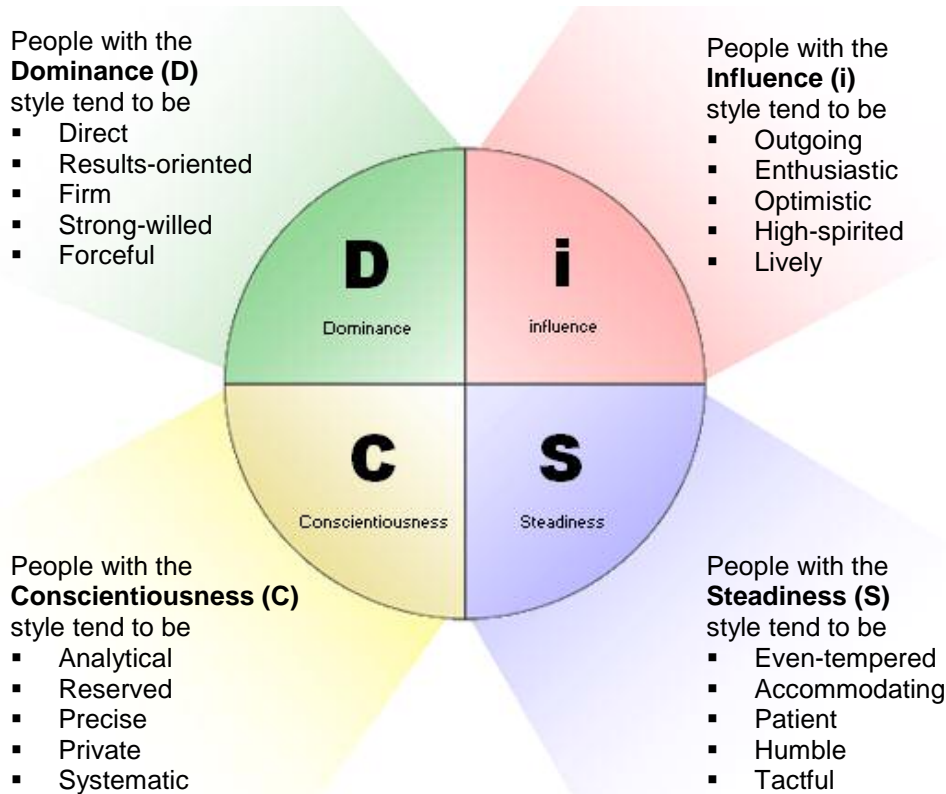 People with the
Dominance (D)
style tend to be
▪ Direct
▪ Results-oriented
▪ Firm
▪ Strong-willed
▪ Forceful
People with the
Influence (i)
style tend to be
▪ Outgoing
▪ Enthusiastic
▪ Optimistic
▪ High-spirited
▪ Lively
D
Dominance
i
influence
C
Conscientiousness
S
Steadiness
People with the
Conscientiousness (C)
style tend to be
▪ Analytical
▪ Reserved
▪ Precise
▪ Private
▪ Systematic
People with the
Steadiness (S)
style tend to be
▪ Even-tempered
▪ Accommodating
▪ Patient
▪ Humble
▪ Tactful